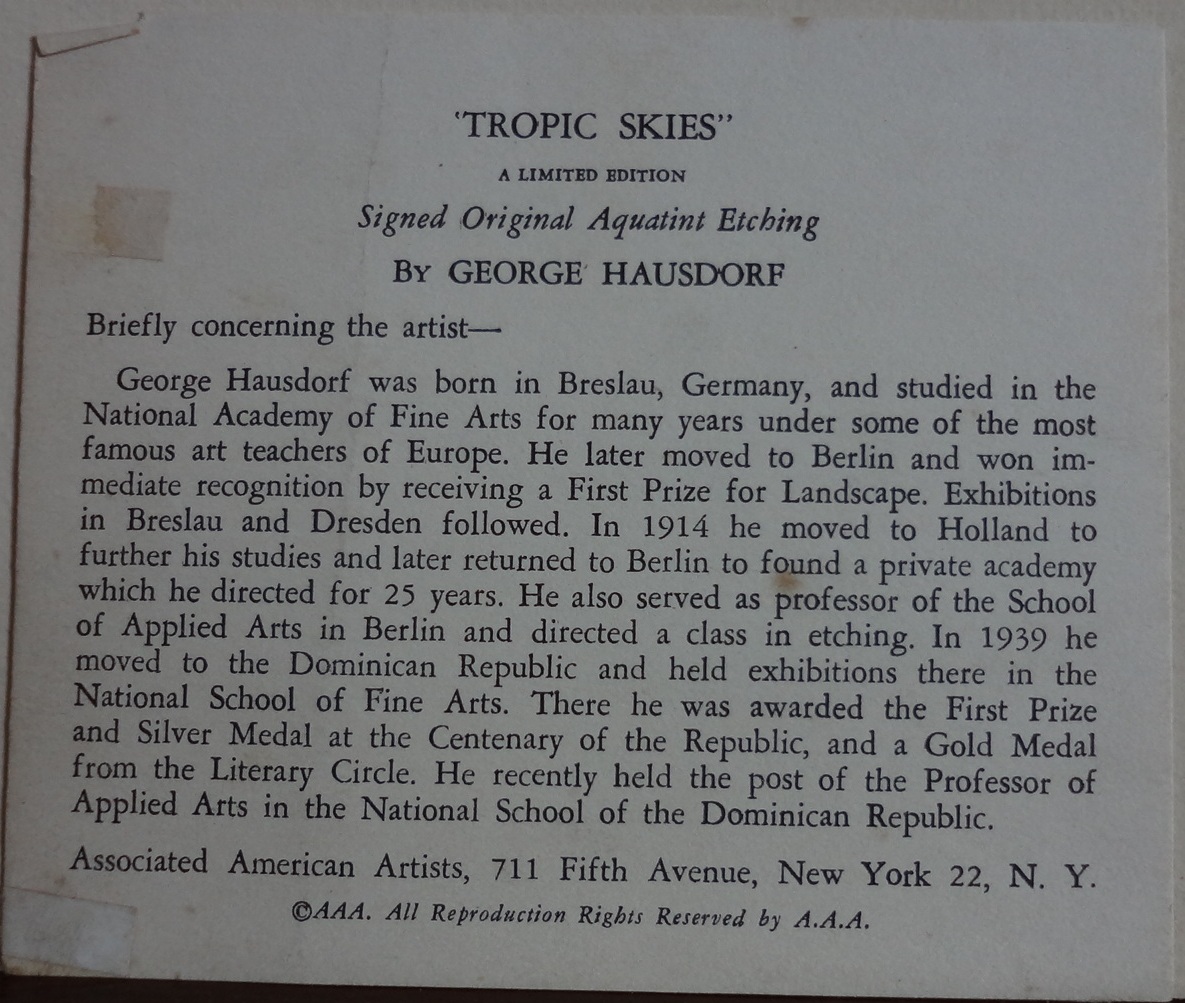 ‘TROPIC SKIES”
A LIMITED EDITION
Signed Original Aquatint Etching
By GEORGE HAUSDORF
Briefly concerning the artist—
George Hausdorf was born in Breslau, Germany, and studied in the
National Academy of Fine Arts for many years under some of the most
famous art teachers of Europe. He later moved to Berlin and won im-
mediate recognition by receiving a First Prize for Landscape. Exhibitions
in Breslau and Dresden followed. In 1914 he moved to Holland to
further his studies and later returned to Berlin to found a private academy
which he directed for 25 years. He also served as professor of the School
of Applied Arts in Berlin and directed a class in etching. In 1939 he
moved to the Dominican Republic and held exhibitions there in the
National School of Fine Arts. There he was awarded the First Prize
and Silver Medal at the Centenary of the Republic, and a Gold Medal
from the Literary Circle. He recently held the post of the Professor of
Applied Arts in the National School of the Dominican Republic.
Associated American Artists, 711 Fifth Avenue, New York 22, N. Y.
©AAA. All Reproduction Rights Reserved by A.A.A.